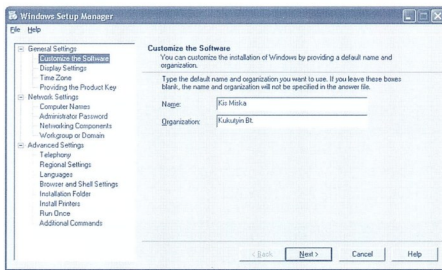 Windows Setup Manager
File Help
General Settings
Customize the Software
Display Settings
Time Zone
Providing the Product Key
Network Settings
Computer Names
Administrator Password
Networking Components
Workgroup or Domain
Advanced Settings
Telephony
Regional Settings
Languages
Browser and Shell Settings
Installation Folder
Install Printers
Run Once
Additional Commands
Customize the Software
You can customize the installation of Windows by providing a default name and
organization.
Type the default name and organization you want to use. If you leave these boxes
blank, the name and organization will not be specified in the answer file.
Name: Kis Miska
Organization: Kukutyin Bt.
< Back Next > Cancel Help